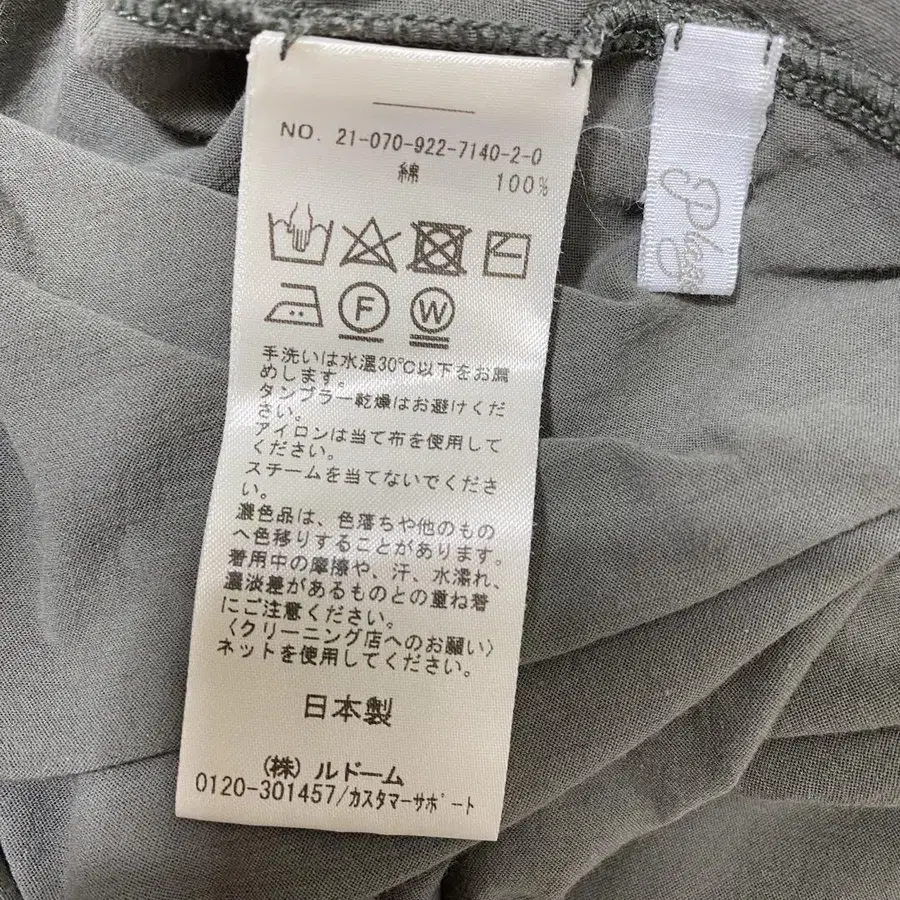 NO. 21-070-922-7140-2-0
綿 100%
F
W
手洗いは水温30℃以下をお薦
めします。
タンブラー乾燥はお避けくだ
さい。
アイロンは当て布を使用して
ください。
スチームを当てないでくださ
い。
濃色品は、色落ちや他のもの
へ色移りすることがあります。
着用中の摩擦や、汗、水濡れ、
濃淡差があるものとの重ね着
にご注意ください。
〈クリーニング店へのお願い〉
ネットを使用してください。
日本製
(株)ルドーム
0120-301457/カスタマーサポート